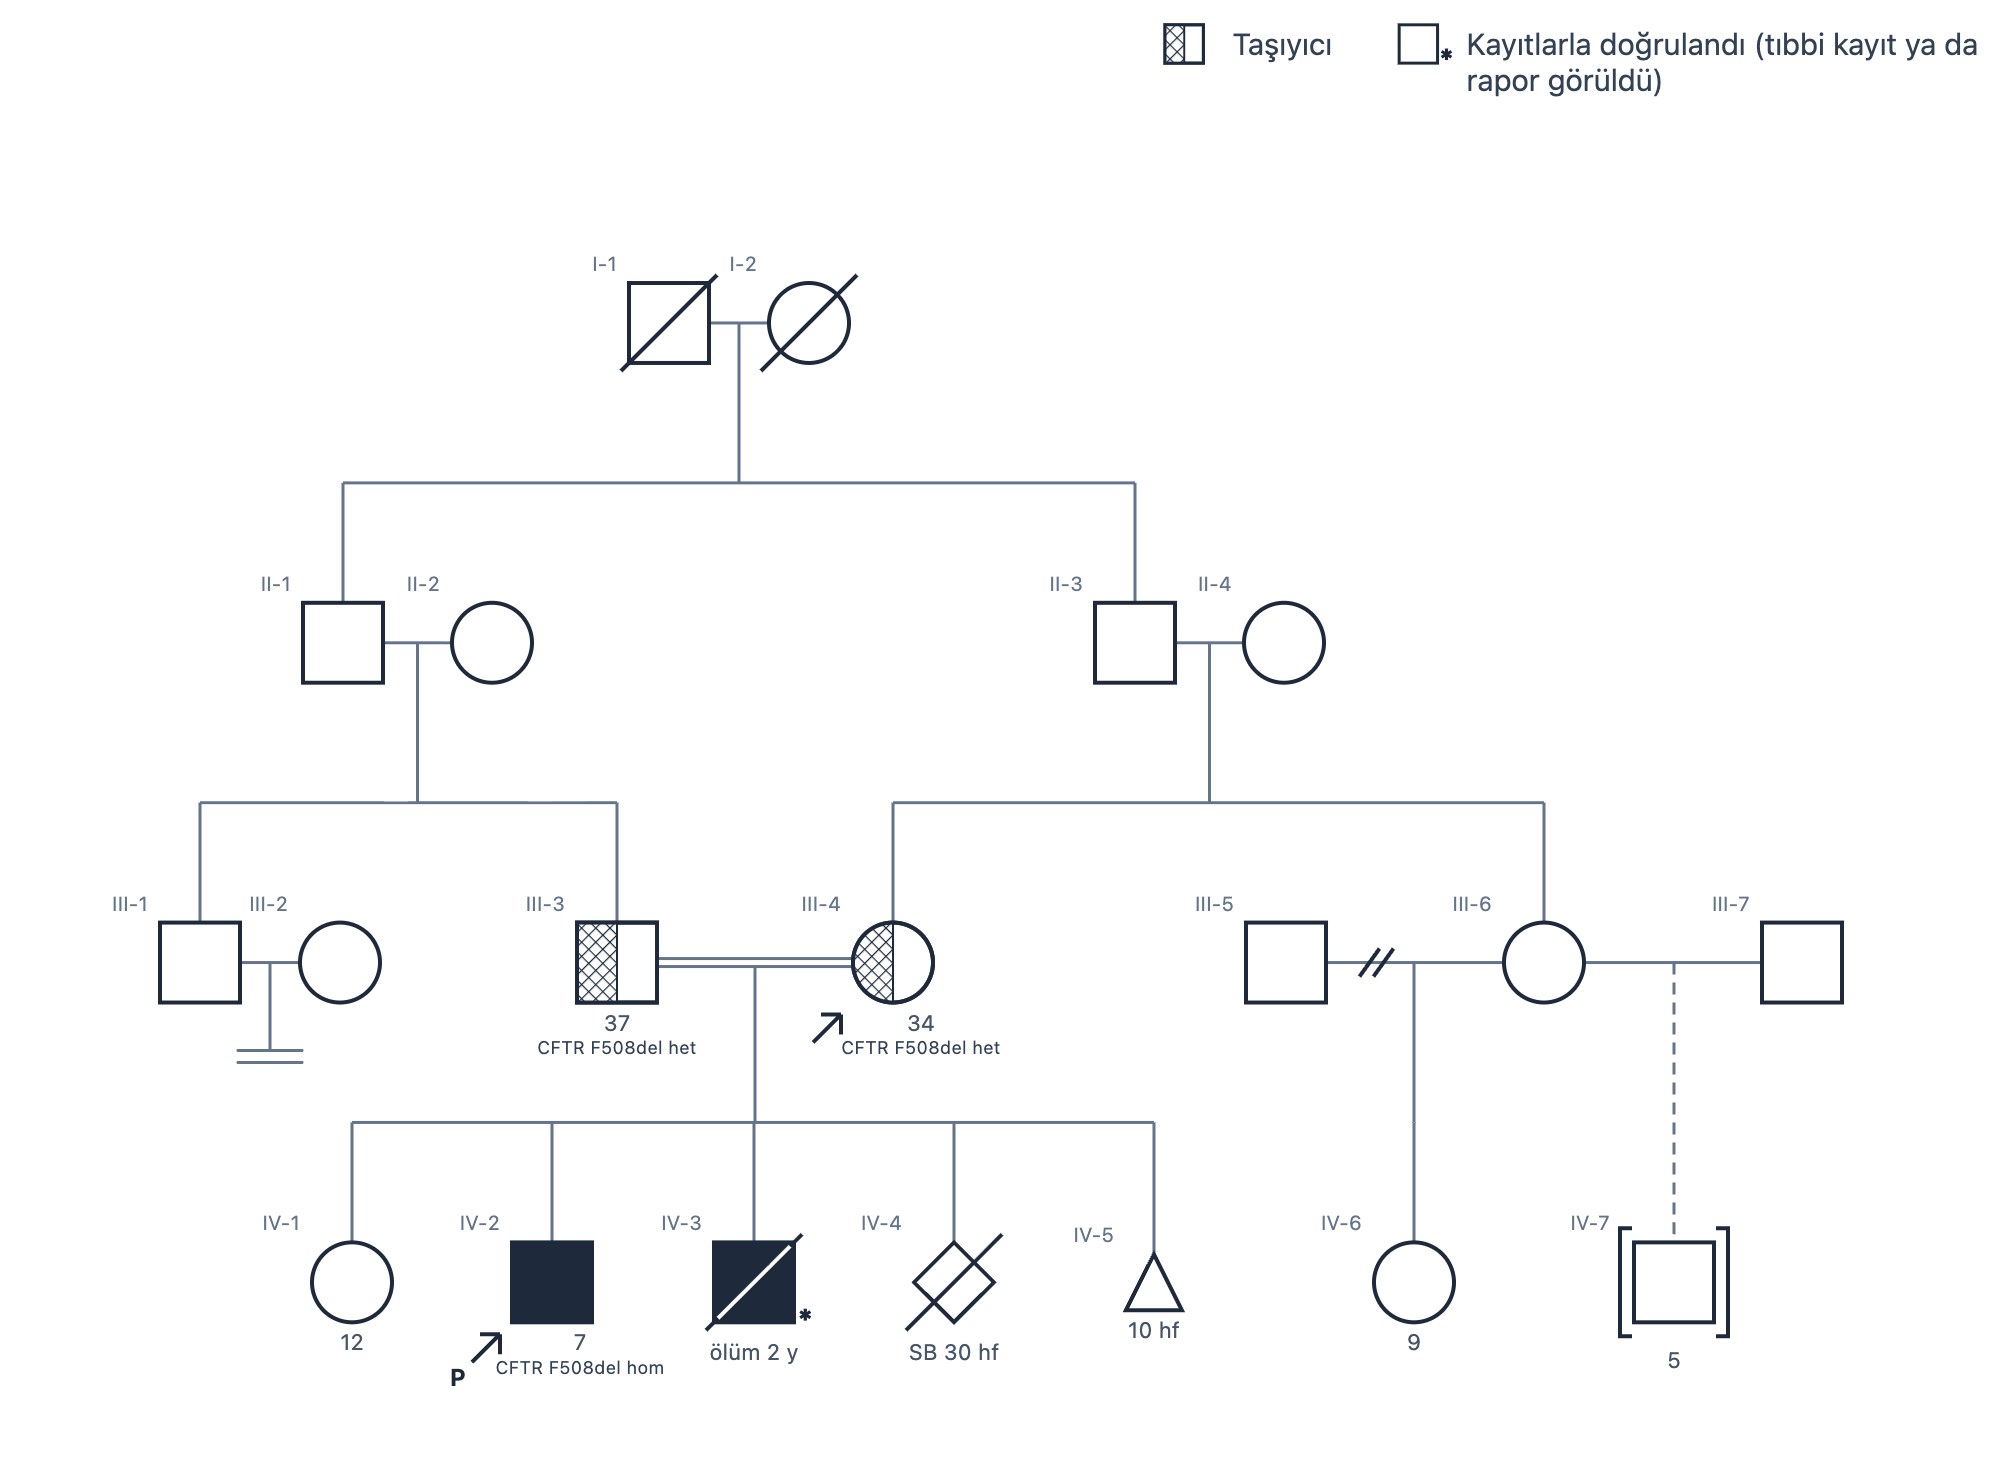 Taşıyıcı
* Kayıtlarla doğrulandı (tıbbi kayıt ya da
rapor görüldü)
I-1
I-2
II-1
II-2
II-3
II-4
III-1
III-2
III-3
III-4
III-5
III-6
III-7
37
CFTR F508del het
34
CFTR F508del het
IV-1
IV-2
IV-3
IV-4
IV-5
IV-6
IV-7
12
P
7
CFTR F508del hom
*
ölüm 2 y
SB 30 hf
10 hf
9
5